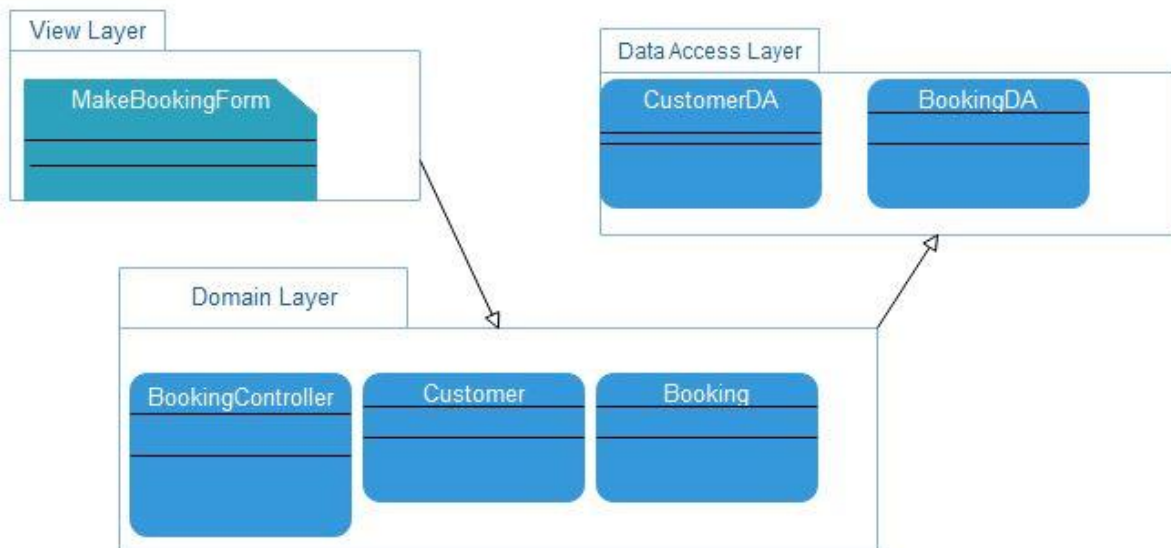 View Layer
MakeBookingForm
Data Access Layer
CustomerDA
BookingDA
Domain Layer
BookingController
Customer
Booking